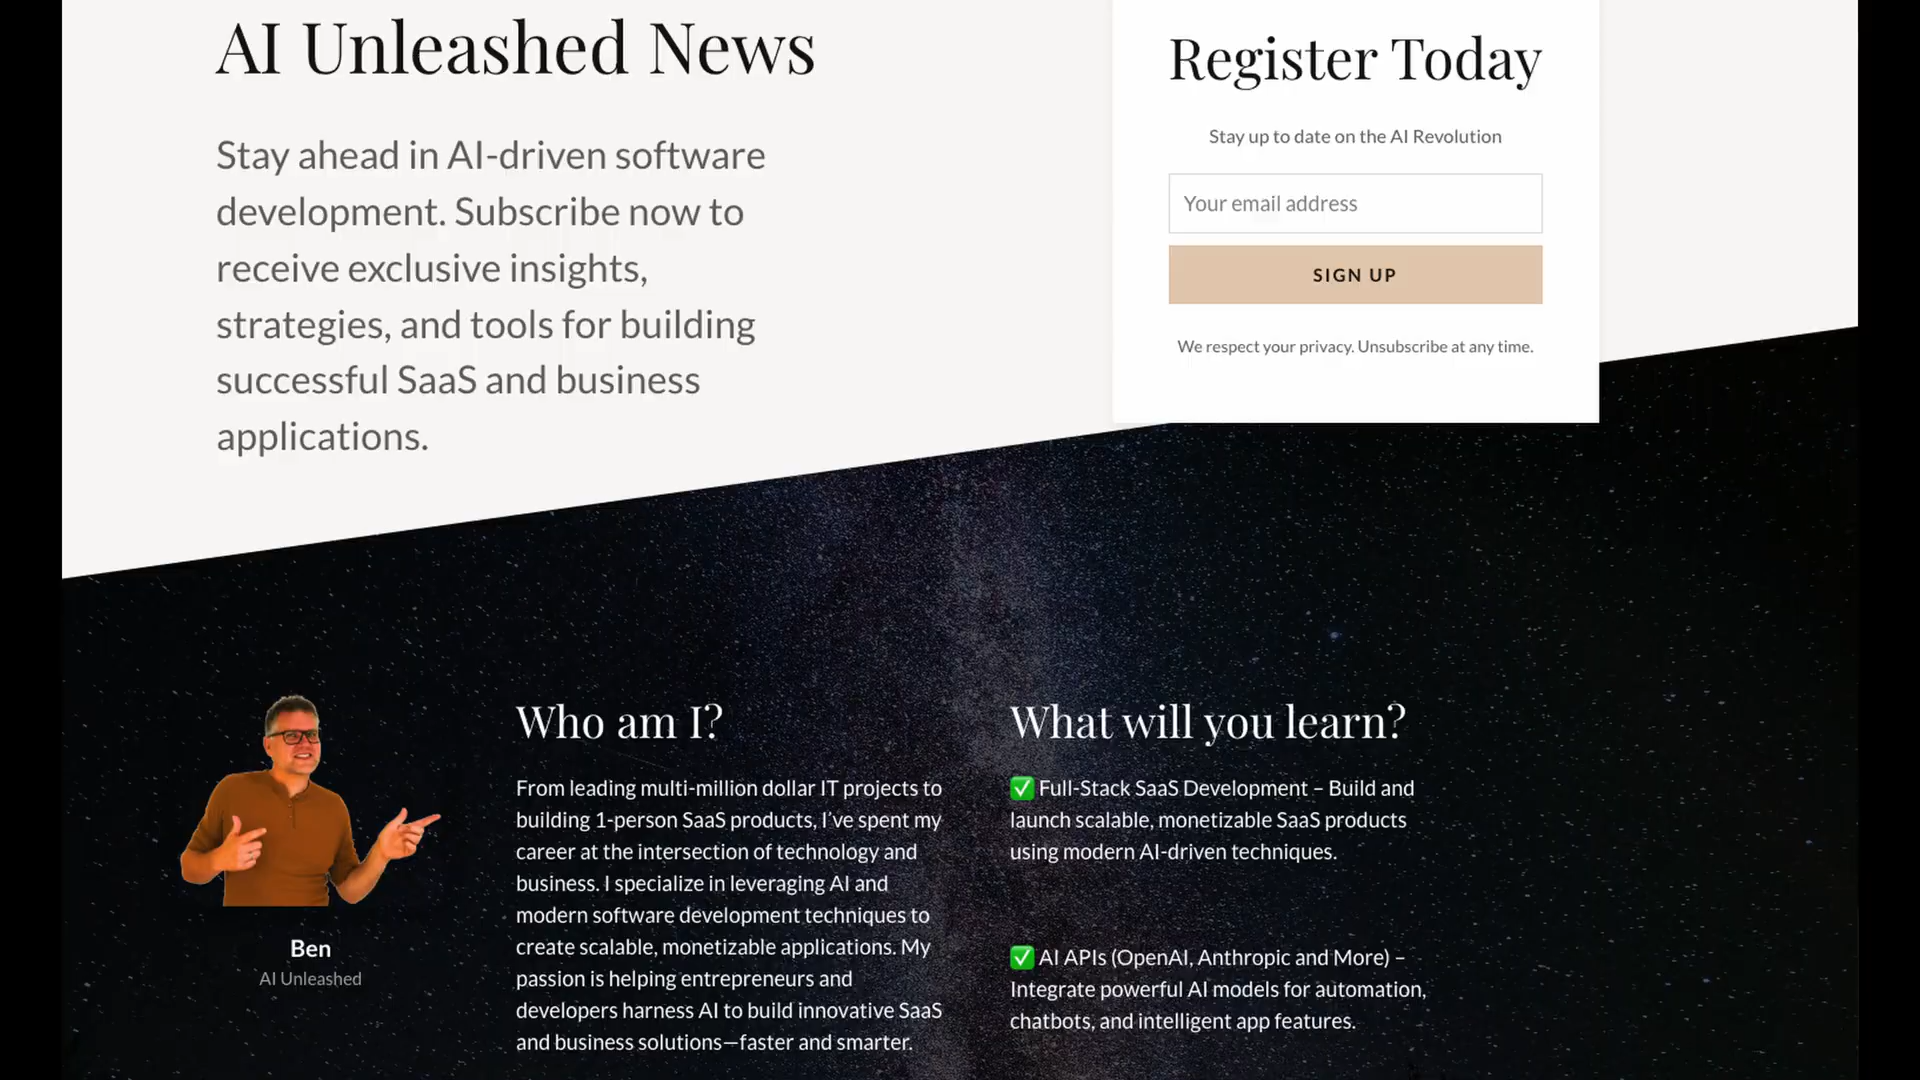 AI Unleashed News
Stay ahead in AI-driven software
development. Subscribe now to
receive exclusive insights,
strategies, and tools for building
successful SaaS and business
applications.
Register Today
Stay up to date on the AI Revolution
Your email address
SIGN UP
We respect your privacy. Unsubscribe at any time.
Ben
AI Unleashed
Who am I?
From leading multi-million dollar IT projects to
building 1-person SaaS products, I've spent my
career at the intersection of technology and
business. I specialize in leveraging AI and
modern software development techniques to
create scalable, monetizable applications. My
passion is helping entrepreneurs and
developers harness AI to build innovative SaaS
and business solutions—faster and smarter.
What will you learn?
✅ Full-Stack SaaS Development – Build and
launch scalable, monetizable SaaS products
using modern AI-driven techniques.
✅ AI APIs (OpenAI, Anthropic and More) –
Integrate powerful AI models for automation,
chatbots, and intelligent app features.